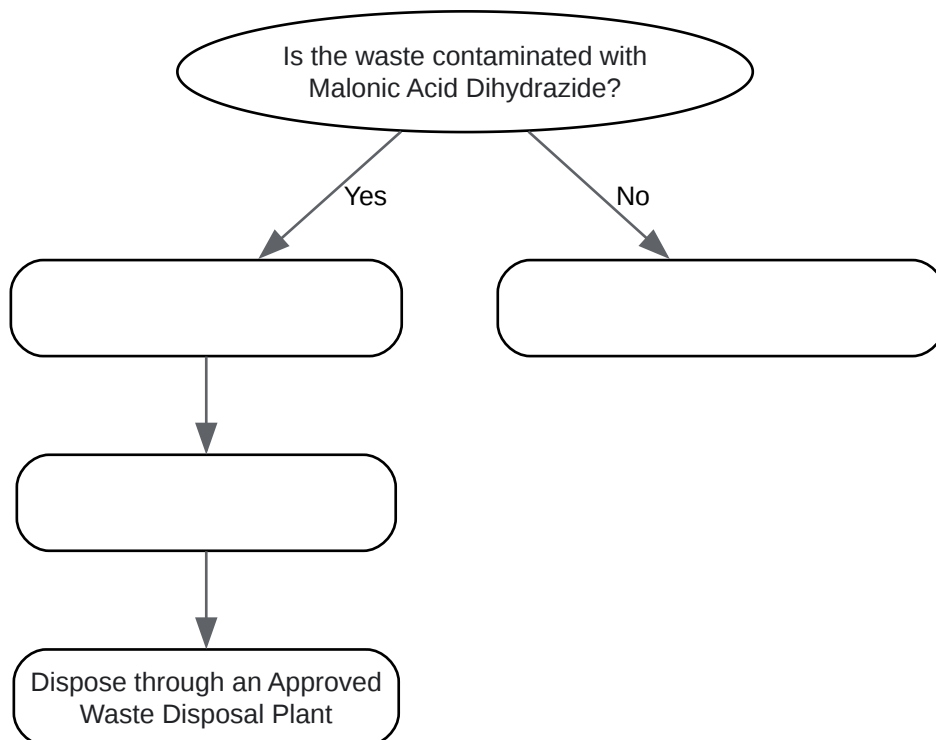 Is the waste contaminated with
Malonic Acid Dihydrazide?
Yes
No
Dispose through an Approved
Waste Disposal Plant